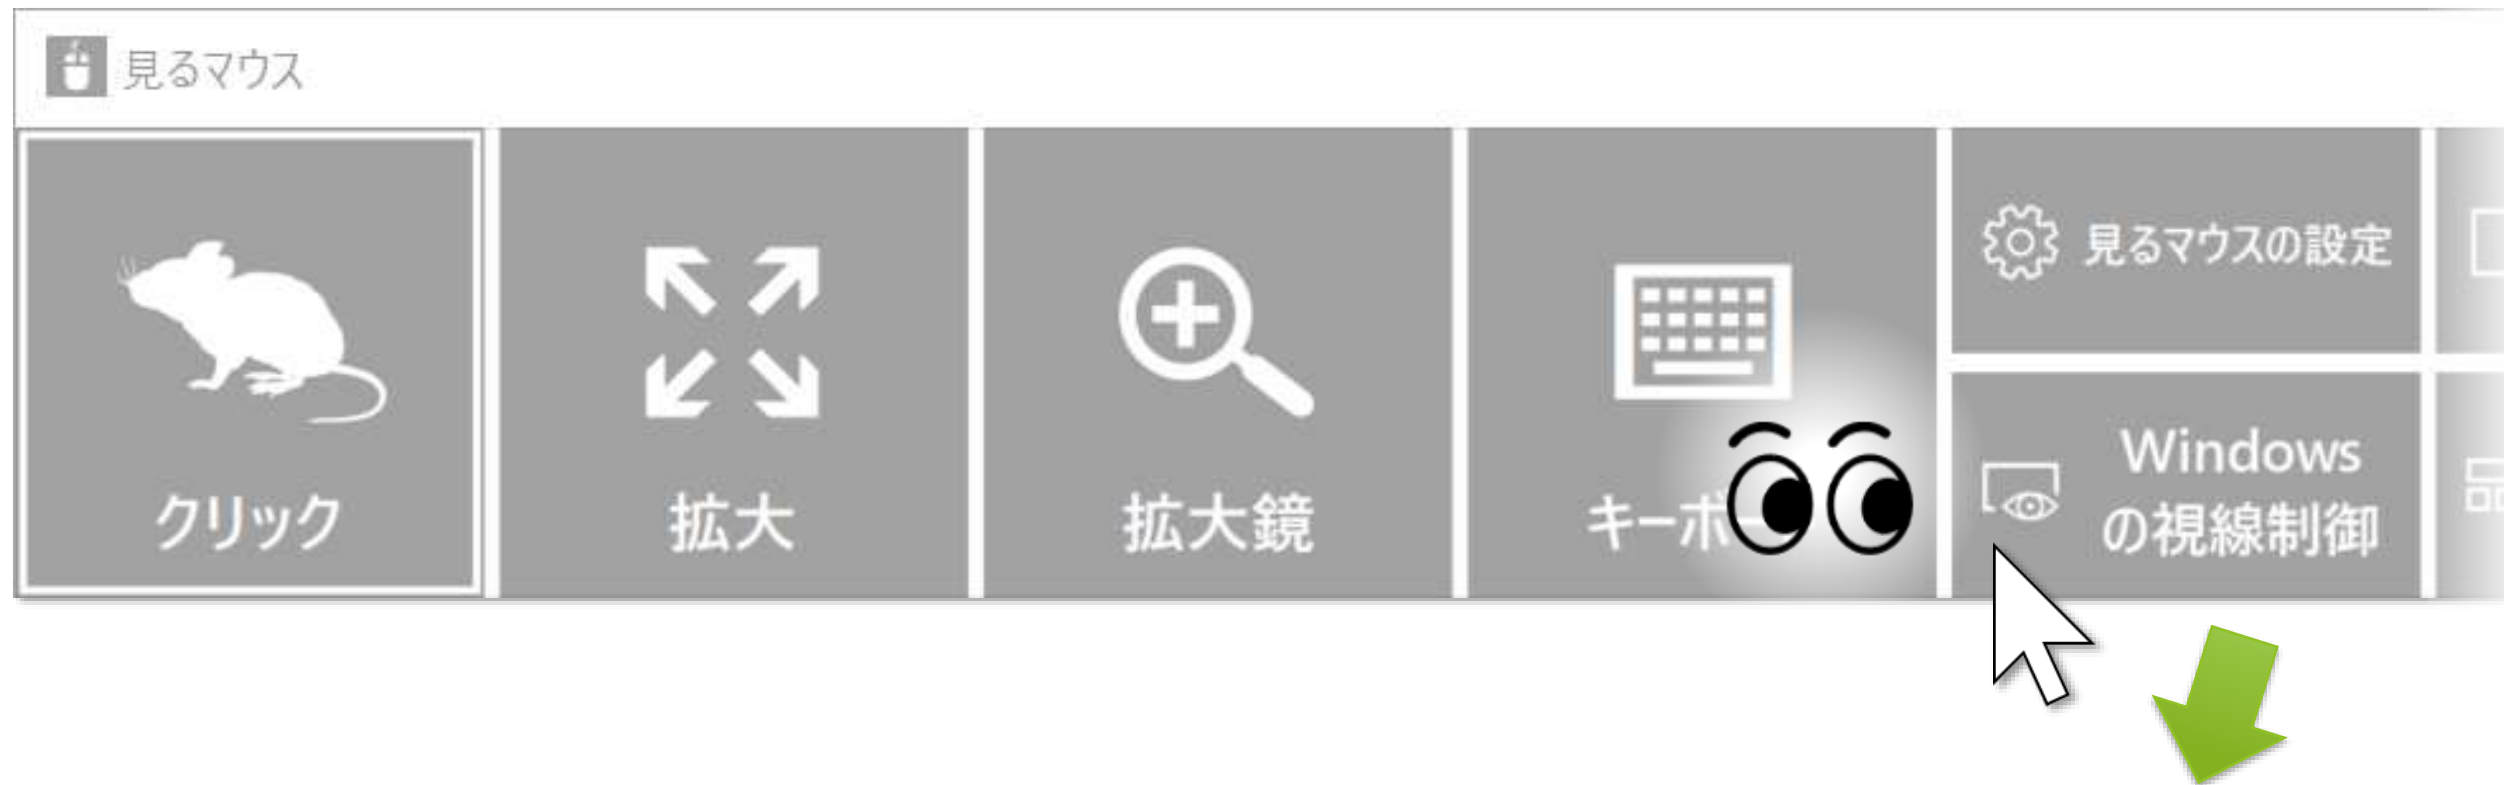 見るマウス
クリック
拡大
拡大鏡
キーボ
見るマウスの設定
Windows
の視線制御